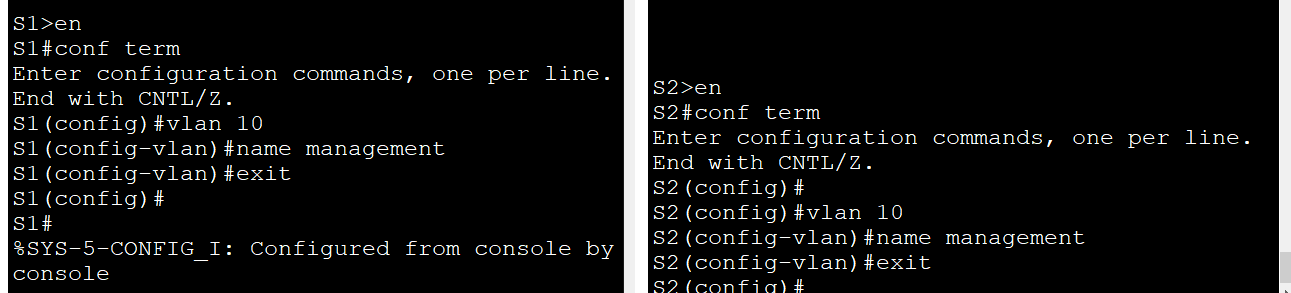 S1>en
S1#conf term
Enter configuration commands, one per line.
End with CNTL/Z.
S1(config)#vlan 10
S1(config-vlan)#name management
S1(config-vlan)#exit
S1(config)#
S1#
%SYS-5-CONFIG_I: Configured from console by
console
S2>en
S2#conf term
Enter configuration commands, one per line.
End with CNTL/Z.
S2(config)#
S2(config)#vlan 10
S2(config-vlan)#name management
S2(config-vlan)#exit
S2(config)#